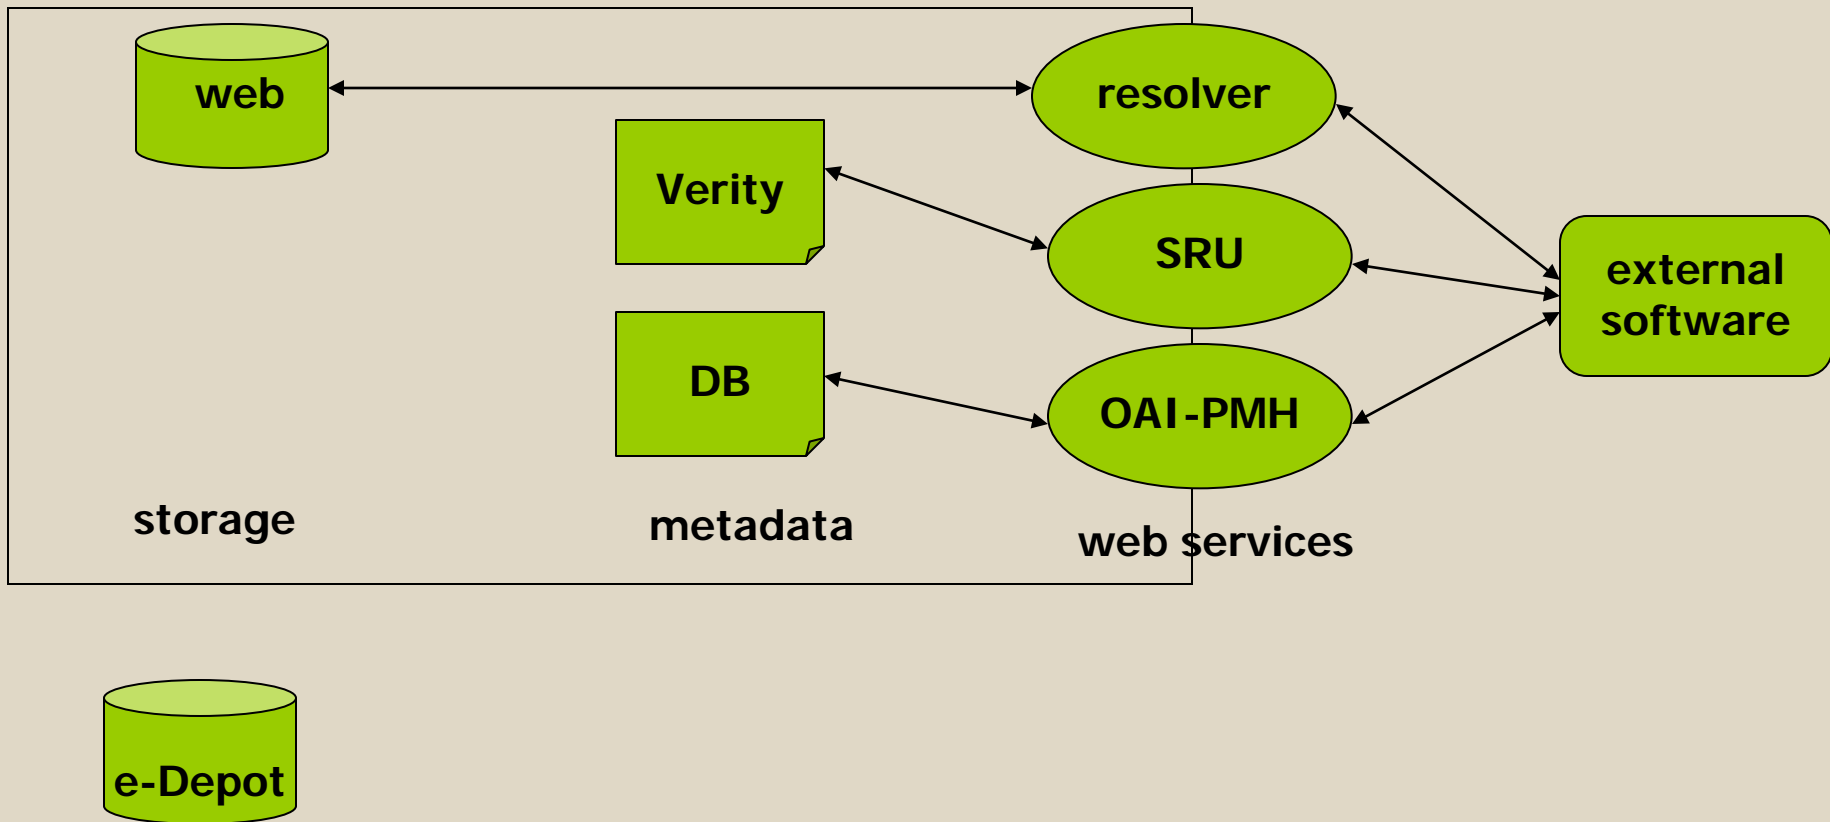 web
resolver
Verity
SRU
external
software
DB
OAI-PMH
storage
metadata
web services
e-Depot